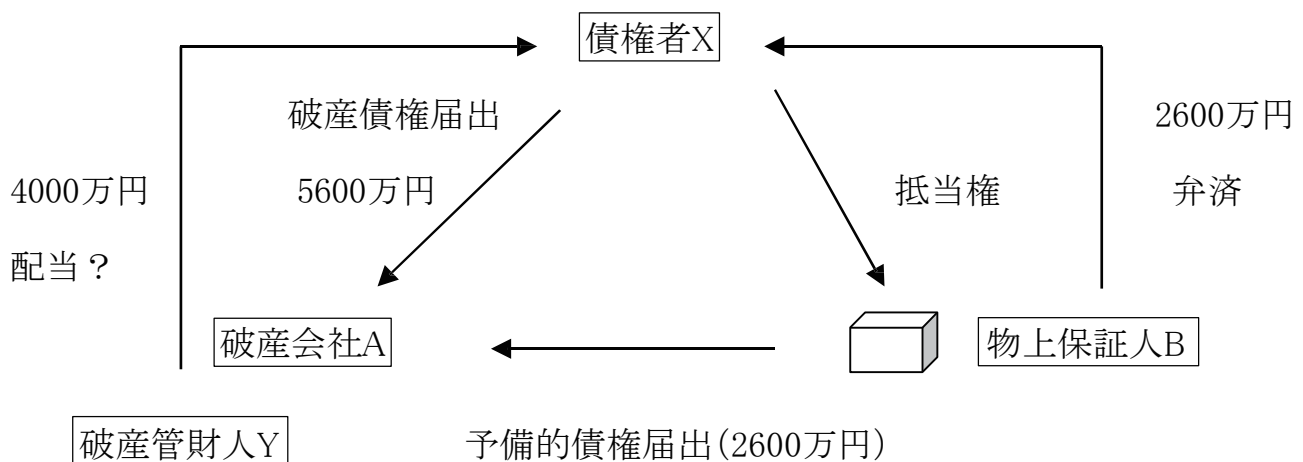 債権者X
破産債権届出
2600万円
4000万円
5600万円
抵当権
弁済
配当？
破産会社A
物上保証人B
破産管財人Y
予備的債権届出(2600万円)